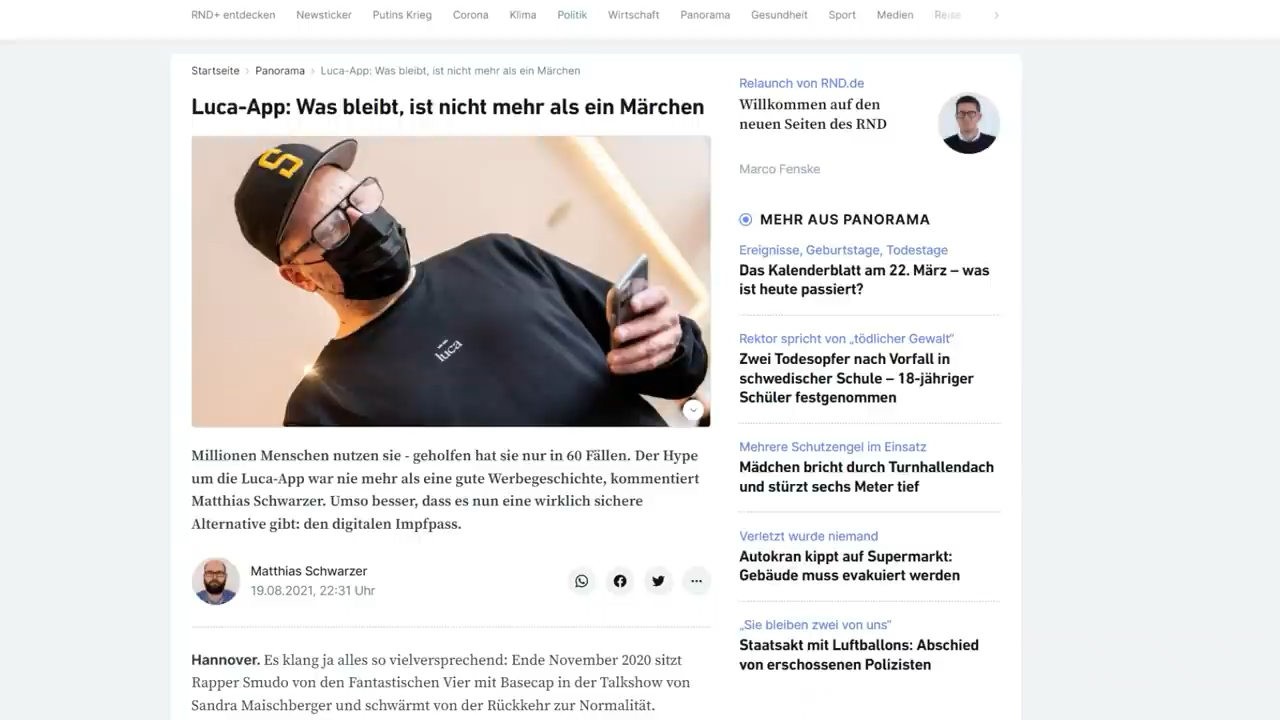 RND+ entdecken Newsticker Putins Krieg Corona Klima Politik Wirtschaft Panorama Gesundheit Sport Medien Reise
Startseite › Panorama › Luca-App: Was bleibt, ist nicht mehr als ein Märchen
Luca-App: Was bleibt, ist nicht mehr als ein Märchen
S
luca
Millionen Menschen nutzen sie - geholfen hat sie nur in 60 Fällen. Der Hype
um die Luca-App war nie mehr als eine gute Werbegeschichte, kommentiert
Matthias Schwarzer. Umso besser, dass es nun eine wirklich sichere
Alternative gibt: den digitalen Impfpass.
Matthias Schwarzer
19.08.2021, 22:31 Uhr
Hannover. Es klang ja alles so vielversprechend: Ende November 2020 sitzt
Rapper Smudo von den Fantastischen Vier mit Basecap in der Talkshow von
Sandra Maischberger und schwärmt von der Rückkehr zur Normalität.
Relaunch von RND.de
Willkommen auf den
neuen Seiten des RND
Marco Fenske
MEHR AUS PANORAMA
Ereignisse, Geburtstage, Todestage
Das Kalenderblatt am 22. März – was
ist heute passiert?
Rektor spricht von „tödlicher Gewalt“
Zwei Todesopfer nach Vorfall in
schwedischer Schule – 18-jähriger
Schüler festgenommen
Mehrere Schutzengel im Einsatz
Mädchen bricht durch Turnhallendach
und stürzt sechs Meter tief
Verletzt wurde niemand
Autokran kippt auf Supermarkt:
Gebäude muss evakuiert werden
„Sie bleiben zwei von uns“
Staatsakt mit Luftballons: Abschied
von erschossenen Polizisten